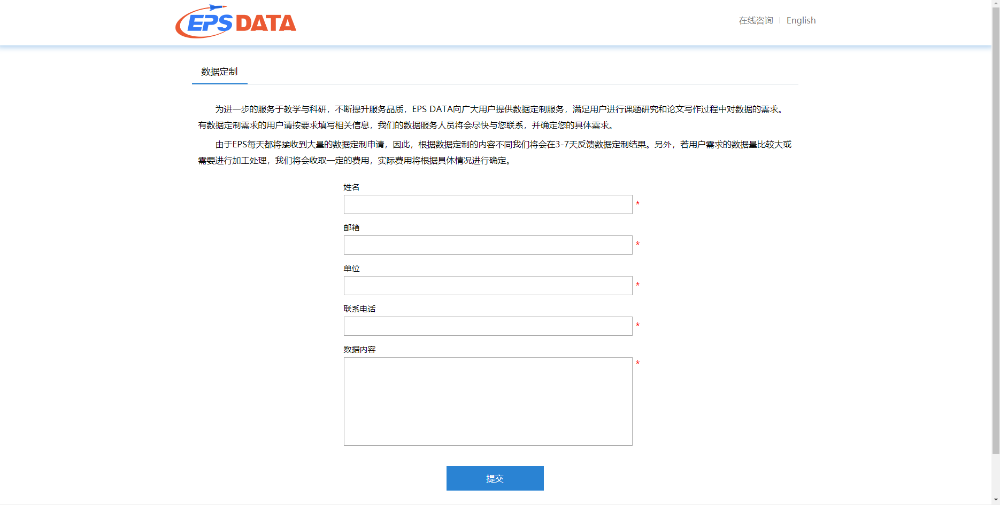 EPS DATA
在线咨询 | English
数据定制
为进一步的服务于教学与科研，不断提升服务品质，EPS DATA向广大用户提供数据定制服务，满足用户进行课题研究和论文写作过程中对数据的需求。
有数据定制需求的用户请按要求填写相关信息，我们的数据服务人员将会尽快与您联系，并确定您的具体需求。
由于EPS每天都将接收到大量的数据定制申请，因此，根据数据定制的内容不同我们将会在3-7天反馈数据定制结果。另外，若用户需求的数据量比较大或
需要进行加工处理，我们将会收取一定的费用，实际费用将根据具体情况进行确定。
姓名
*
邮箱
*
单位
*
联系电话
*
数据内容
*
提交